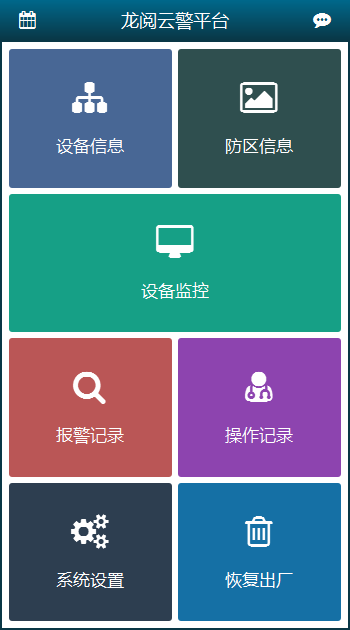 龙阅云警平台
设备信息
防区信息
设备监控
报警记录
操作记录
系统设置
恢复出厂